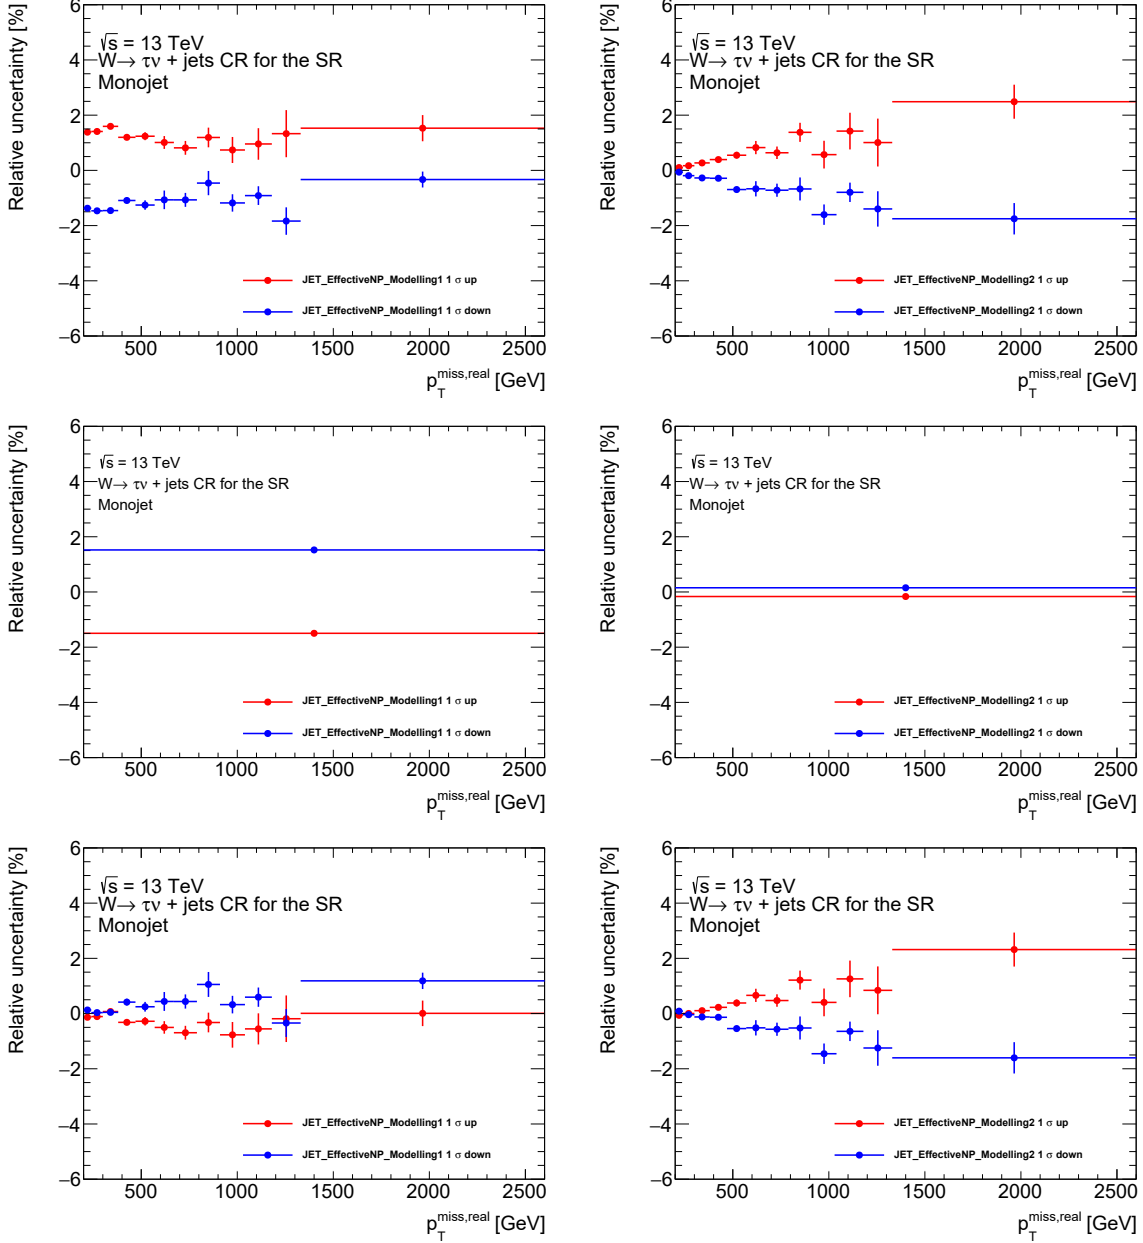 Relative uncertainty [%]
6
4
2
0
−2
−4
−6
√s = 13 TeV
W→ τν + jets CR for the SR
Monojet
JET_EffectiveNP_Modelling1 1 σ up
JET_EffectiveNP_Modelling1 1 σ down
500 1000 1500 2000 2500
p_T^miss,real [GeV]
Relative uncertainty [%]
6
4
2
0
−2
−4
−6
√s = 13 TeV
W→ τν + jets CR for the SR
Monojet
JET_EffectiveNP_Modelling2 1 σ up
JET_EffectiveNP_Modelling2 1 σ down
500 1000 1500 2000 2500
p_T^miss,real [GeV]
Relative uncertainty [%]
6
4
2
0
−2
−4
−6
√s = 13 TeV
W→ τν + jets CR for the SR
Monojet
JET_EffectiveNP_Modelling1 1 σ up
JET_EffectiveNP_Modelling1 1 σ down
500 1000 1500 2000 2500
p_T^miss,real [GeV]
Relative uncertainty [%]
6
4
2
0
−2
−4
−6
√s = 13 TeV
W→ τν + jets CR for the SR
Monojet
JET_EffectiveNP_Modelling2 1 σ up
JET_EffectiveNP_Modelling2 1 σ down
500 1000 1500 2000 2500
p_T^miss,real [GeV]
Relative uncertainty [%]
6
4
2
0
−2
−4
−6
√s = 13 TeV
W→ τν + jets CR for the SR
Monojet
JET_EffectiveNP_Modelling1 1 σ up
JET_EffectiveNP_Modelling1 1 σ down
500 1000 1500 2000 2500
p_T^miss,real [GeV]
Relative uncertainty [%]
6
4
2
0
−2
−4
−6
√s = 13 TeV
W→ τν + jets CR for the SR
Monojet
JET_EffectiveNP_Modelling2 1 σ up
JET_EffectiveNP_Modelling2 1 σ down
500 1000 1500 2000 2500
p_T^miss,real [GeV]